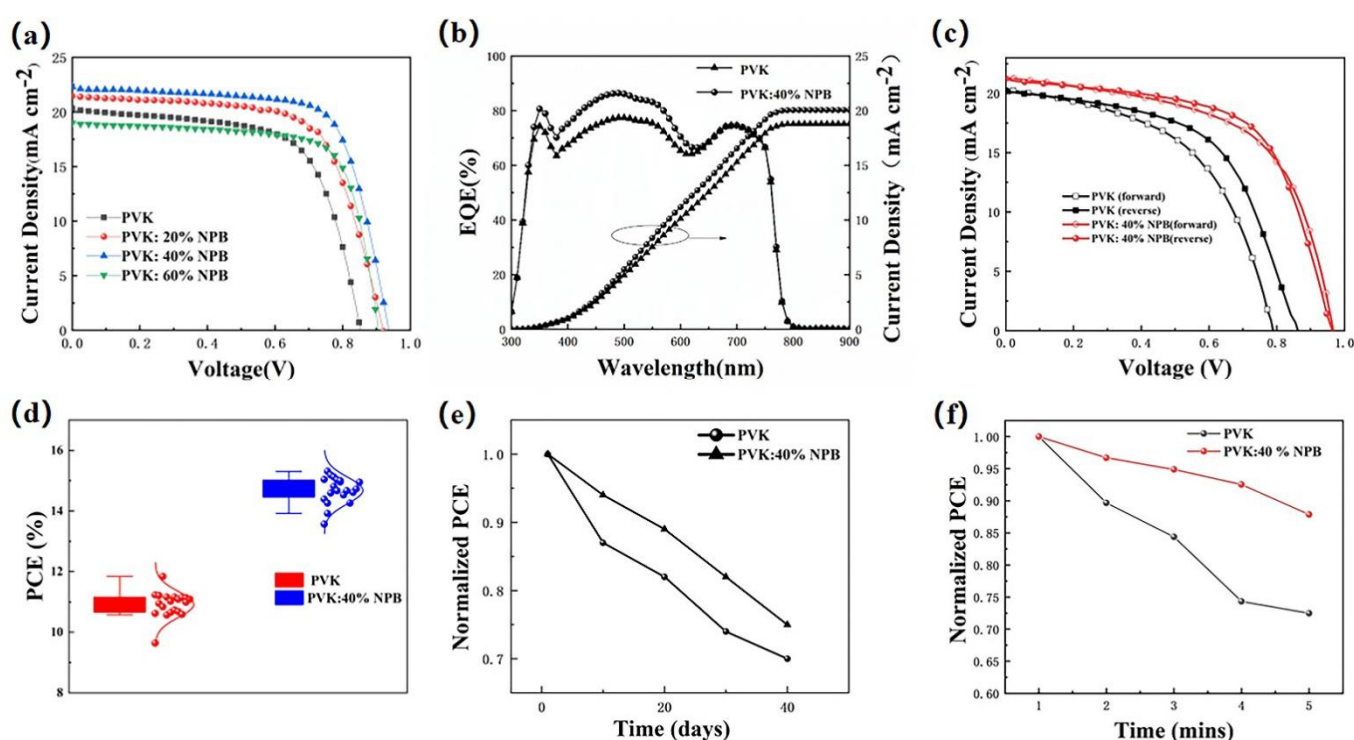 (a)
25
20
15
10
5
0
0.0 0.2 0.4 0.6 0.8 1.0
Current Density(mA cm-2)
Voltage(V)
PVK
PVK: 20% NPB
PVK: 40% NPB
PVK: 60% NPB
(b)
100
80
60
40
20
0
300 400 500 600 700 800 900
25
20
15
10
5
0
EQE(%)
Current Density ( mA cm-2)
Wavelength(nm)
PVK
PVK:40% NPB
(c)
20
15
10
5
0
0.0 0.2 0.4 0.6 0.8 1.0
Current Density (mA cm-2)
Voltage (V)
PVK (forward)
PVK (reverse)
PVK: 40% NPB(forward)
PVK: 40% NPB(reverse)
(d)
16
14
12
10
8
PCE (%)
PVK
PVK:40% NPB
(e)
1.0
0.9
0.8
0.7
0 20 40
Normalized PCE
Time (days)
PVK
PVK:40% NPB
(f)
1.00
0.95
0.90
0.85
0.80
0.75
0.70
0.65
0.60
1 2 3 4 5
Normalized PCE
Time (mins)
PVK
PVK:40 % NPB